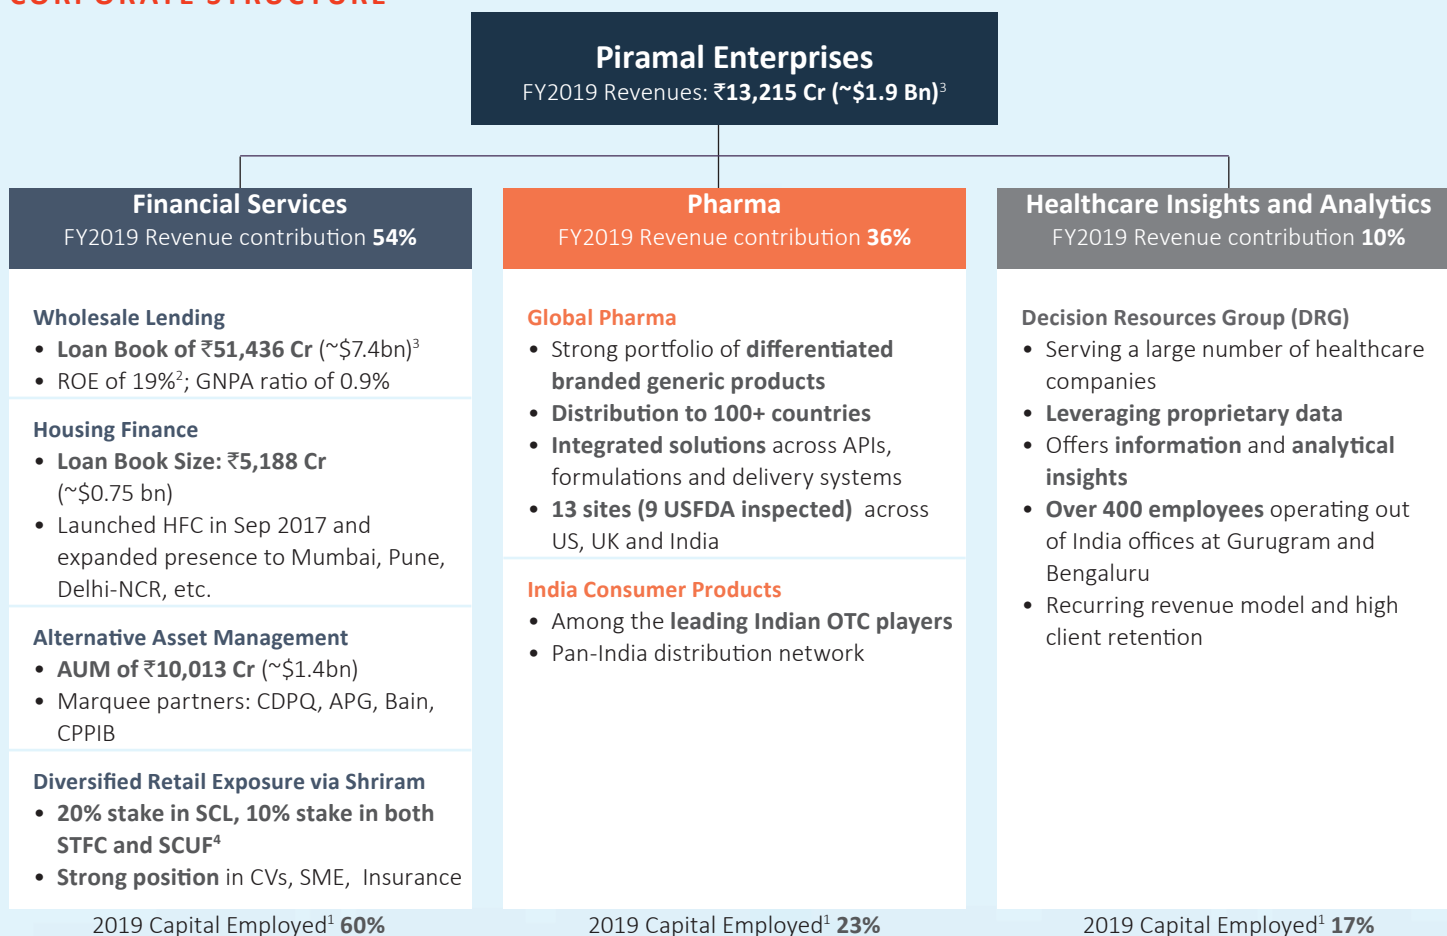 CORPORATE STRUCTURE
Piramal Enterprises
FY2019 Revenues: ₹13,215 Cr (~$1.9 Bn)³
Financial Services
FY2019 Revenue contribution 54%
Wholesale Lending
• Loan Book of ₹51,436 Cr (~$7.4bn)³
• ROE of 19%²; GNPA ratio of 0.9%
Housing Finance
• Loan Book Size: ₹5,188 Cr
(~$0.75 bn)
• Launched HFC in Sep 2017 and
expanded presence to Mumbai, Pune,
Delhi-NCR, etc.
Alternative Asset Management
• AUM of ₹10,013 Cr (~$1.4bn)
• Marquee partners: CDPQ, APG, Bain,
CPPIB
Diversified Retail Exposure via Shriram
• 20% stake in SCL, 10% stake in both
STFC and SCUF⁴
• Strong position in CVs, SME, Insurance
2019 Capital Employed¹ 60%
Pharma
FY2019 Revenue contribution 36%
Global Pharma
• Strong portfolio of differentiated
branded generic products
• Distribution to 100+ countries
• Integrated solutions across APIs,
formulations and delivery systems
• 13 sites (9 USFDA inspected) across
US, UK and India
India Consumer Products
• Among the leading Indian OTC players
• Pan-India distribution network
2019 Capital Employed¹ 23%
Healthcare Insights and Analytics
FY2019 Revenue contribution 10%
Decision Resources Group (DRG)
• Serving a large number of healthcare
companies
• Leveraging proprietary data
• Offers information and analytical
insights
• Over 400 employees operating out
of India offices at Gurugram and
Bengaluru
• Recurring revenue model and high
client retention
2019 Capital Employed¹ 17%